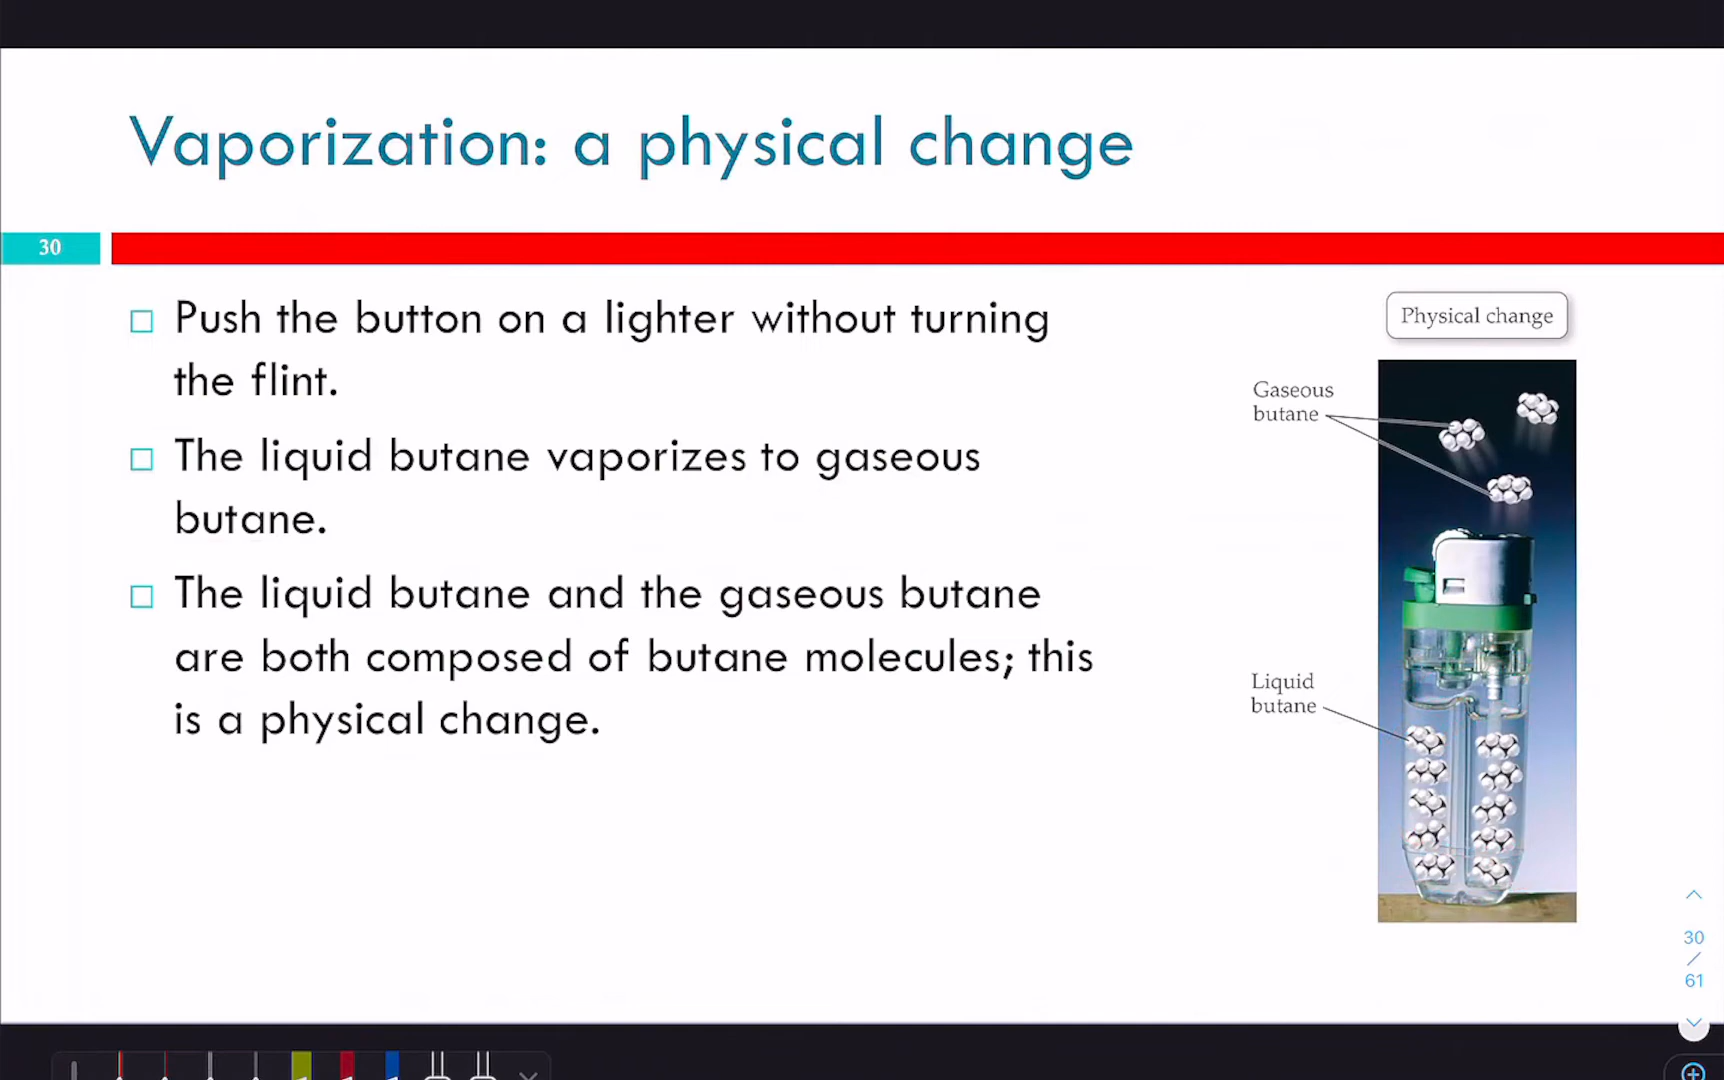 Vaporization: a physical change
30
Push the button on a lighter without turning
the flint.
The liquid butane vaporizes to gaseous
butane.
The liquid butane and the gaseous butane
are both composed of butane molecules; this
is a physical change.
Physical change
Gaseous
butane
Liquid
butane
30
/
61